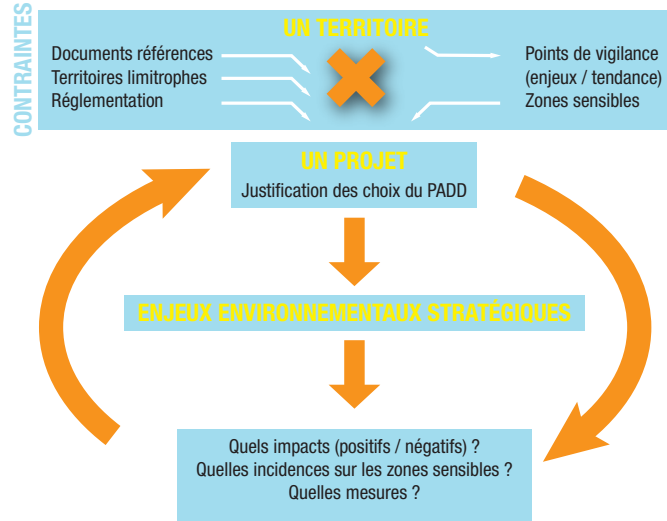 CONTRAINTES
UN TERRITOIRE
Documents références
Territoires limitrophes
Réglementation
Points de vigilance
(enjeux / tendance)
Zones sensibles
UN PROJET
Justification des choix du PADD
ENJEUX ENVIRONNEMENTAUX STRATÉGIQUES
Quels impacts (positifs / négatifs) ?
Quelles incidences sur les zones sensibles ?
Quelles mesures ?